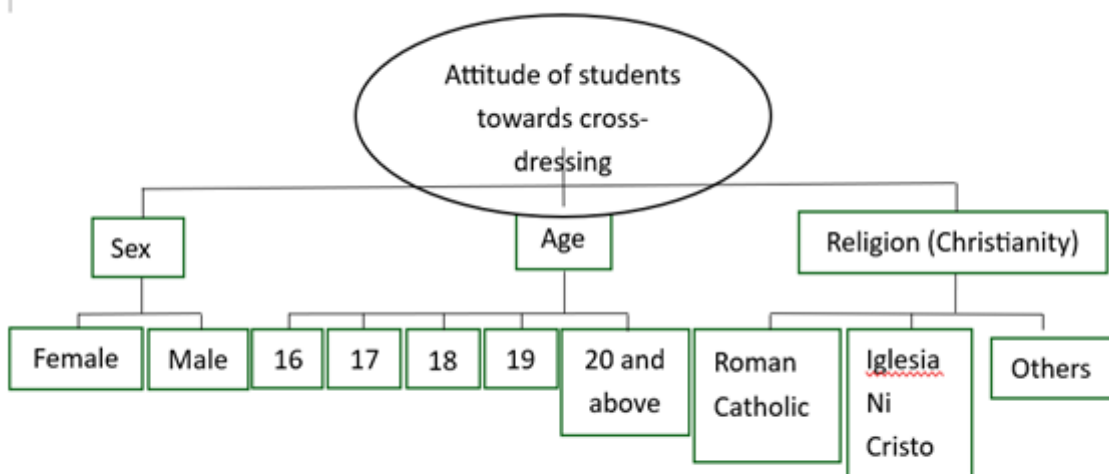 Attitude of students
towards cross-
dressing
Sex
Age
Religion (Christianity)
Female
Male
16
17
18
19
20 and
above
Roman
Catholic
Iglesia
Ni
Cristo
Others